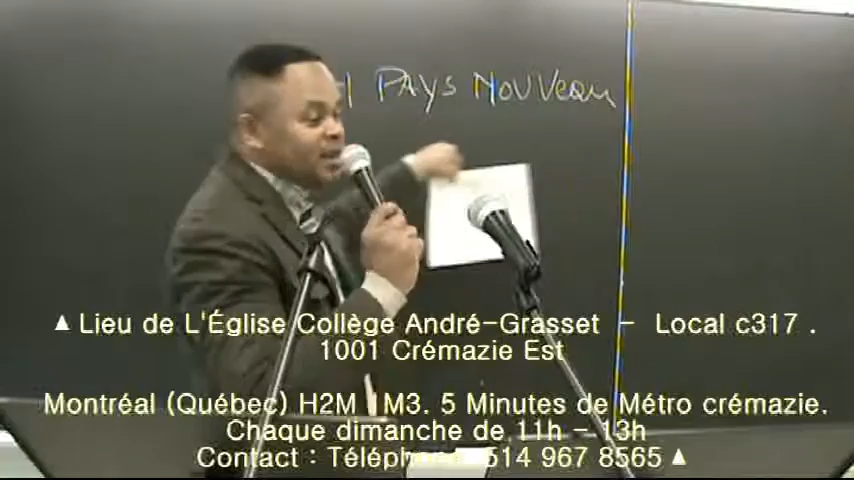 PAYS NOUVEAU
▲ Lieu de L'Église Collège André-Grasset - Local c317 .
1001 Crémazie Est
Montréal (Québec) H2M 1M3. 5 Minutes de Métro crémazie.
Chaque dimanche de 11h - 13h
Contact : Téléphone 514 967 8565 ▲